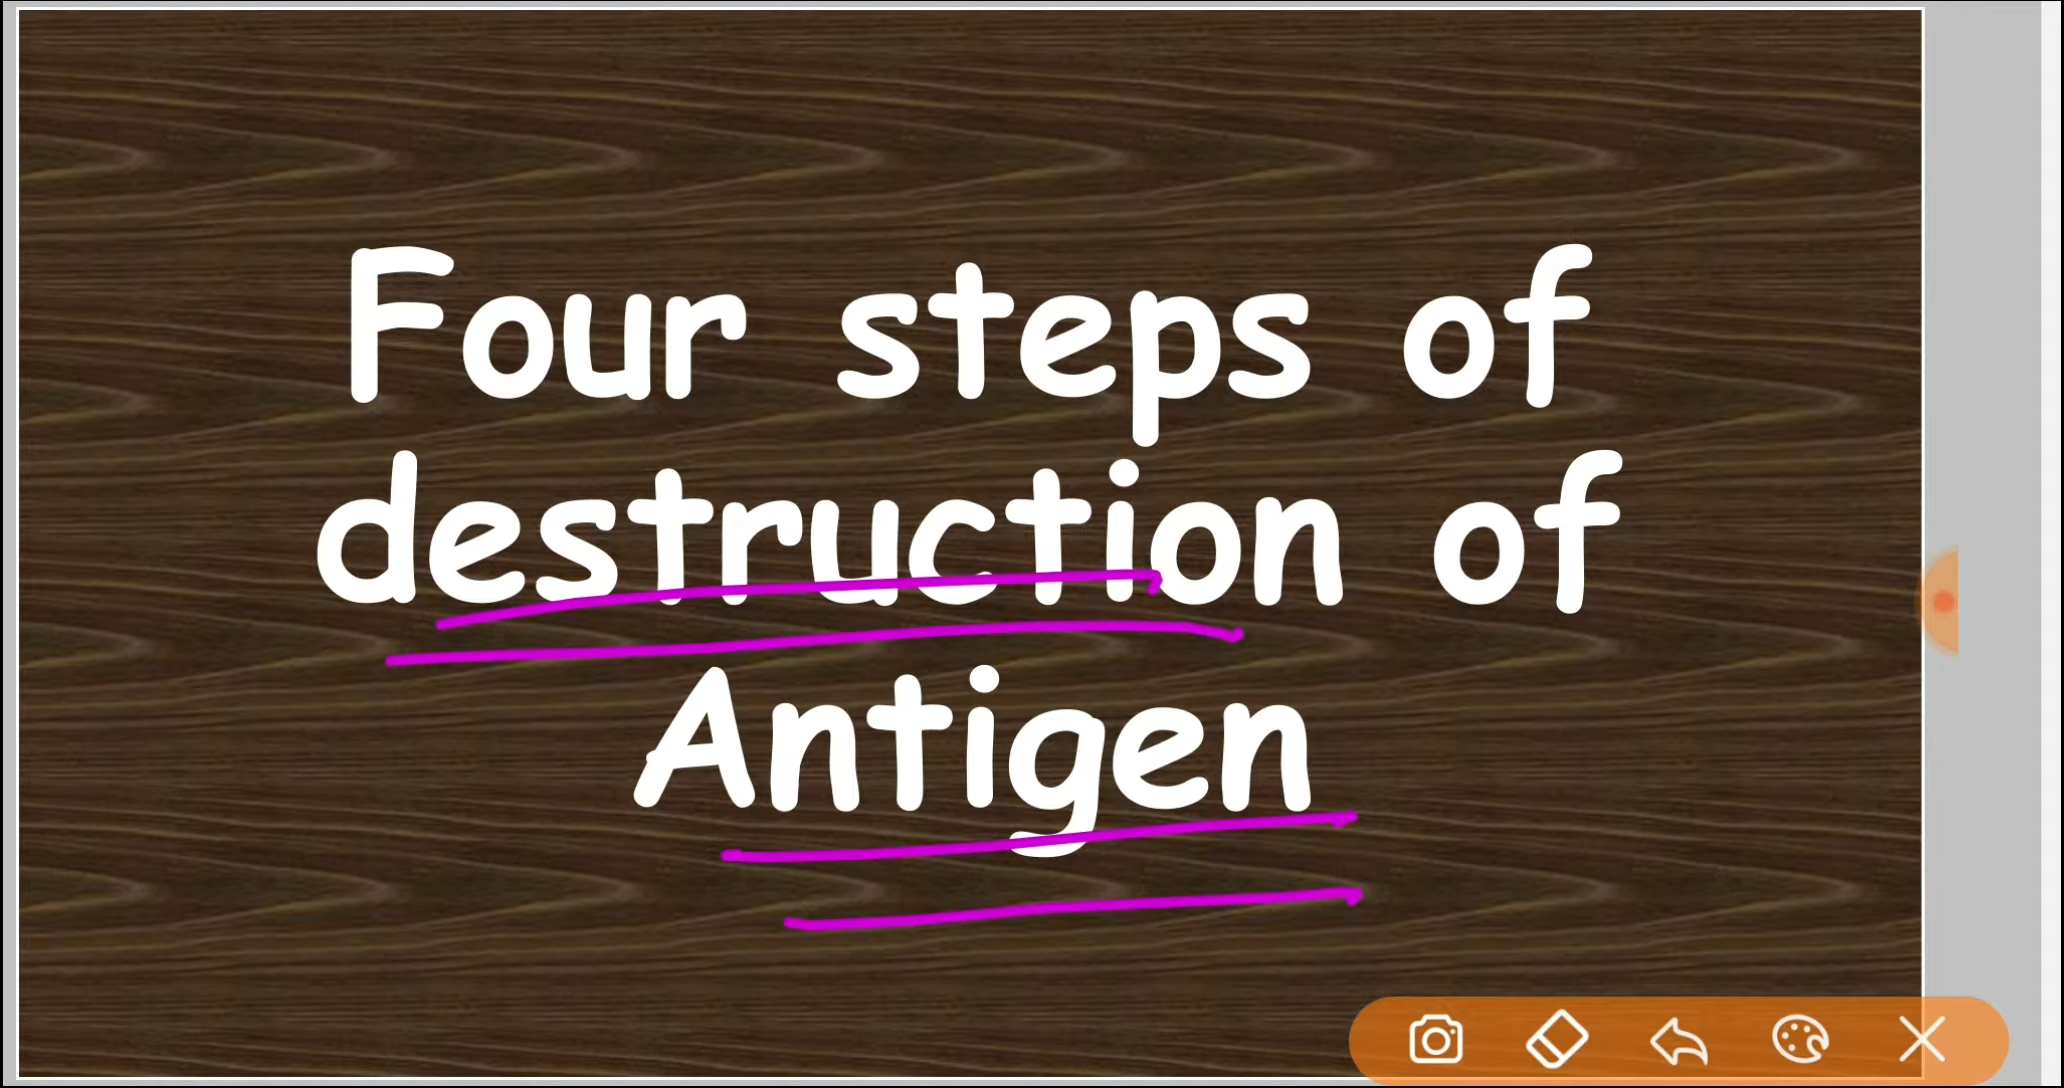 Four steps of
destruction of
Antigen